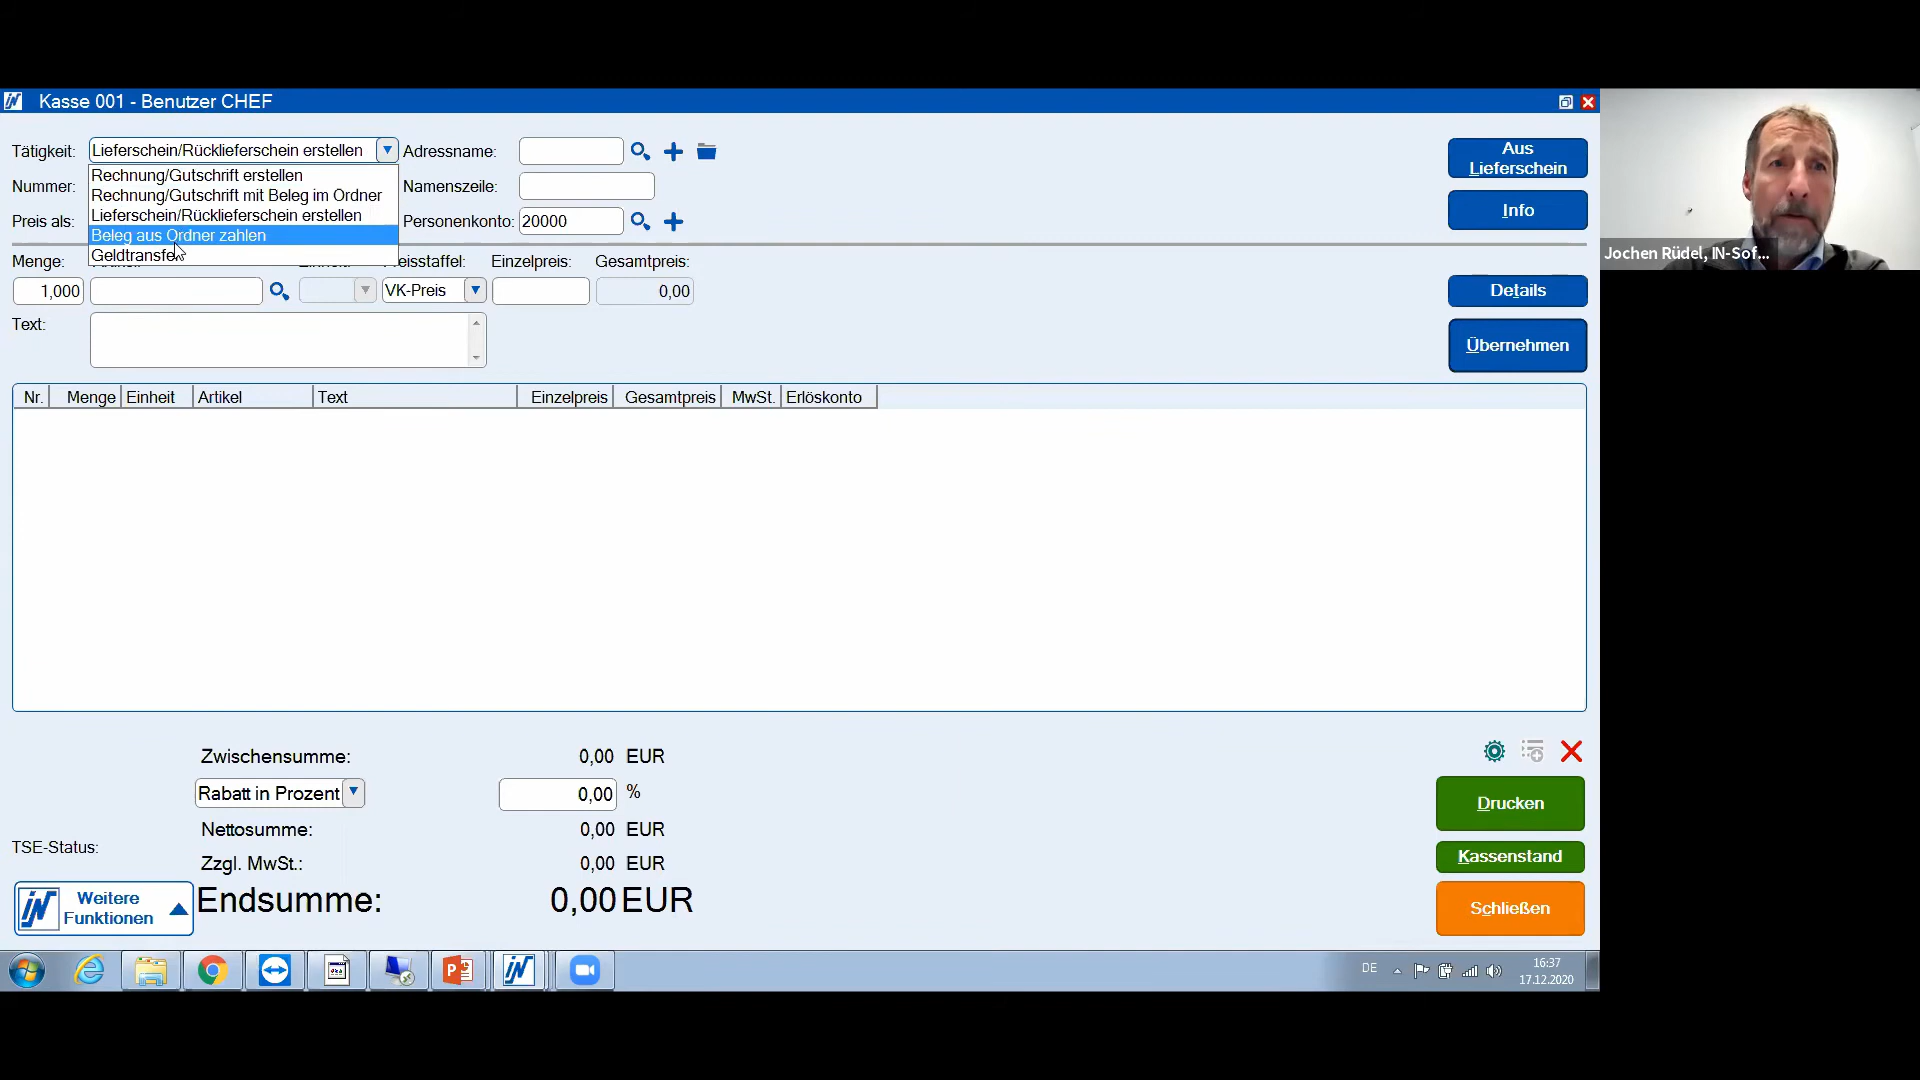 Kasse 001 - Benutzer CHEF
Tätigkeit: Lieferschein/Rücklieferschein erstellen Adressname:
Aus Lieferschein
Rechnung/Gutschrift erstellen
Nummer: Rechnung/Gutschrift mit Beleg im Ordner Namenszeile:
Info
Lieferschein/Rücklieferschein erstellen
Preis als: Personenkonto: 20000
Beleg aus Ordner zahlen
Geldtransfer
Jochen Rüdel, IN-Sof...
Menge: Einzelpreis: Gesamtpreis:
1,000 VK-Preis 0,00
Details
Text:
Übernehmen
Nr. Menge Einheit Artikel Text Einzelpreis Gesamtpreis MwSt. Erlöskonto
Zwischensumme: 0,00 EUR
Rabatt in Prozent 0,00 %
Drucken
Nettosumme: 0,00 EUR
TSE-Status:
Zzgl. MwSt.: 0,00 EUR
Kassenstand
Weitere Funktionen
Endsumme: 0,00 EUR
Schließen
DE
16:37
17.12.2020